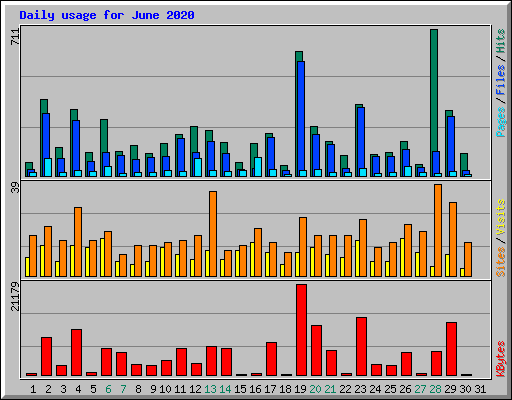 Daily usage for June 2020
711
Pages / Files / Hits
39
Sites / Visits
21179
KBytes
1 2 3 4 5 6 7 8 9 10 11 12 13 14 15 16 17 18 19 20 21 22 23 24 25 26 27 28 29 30 31